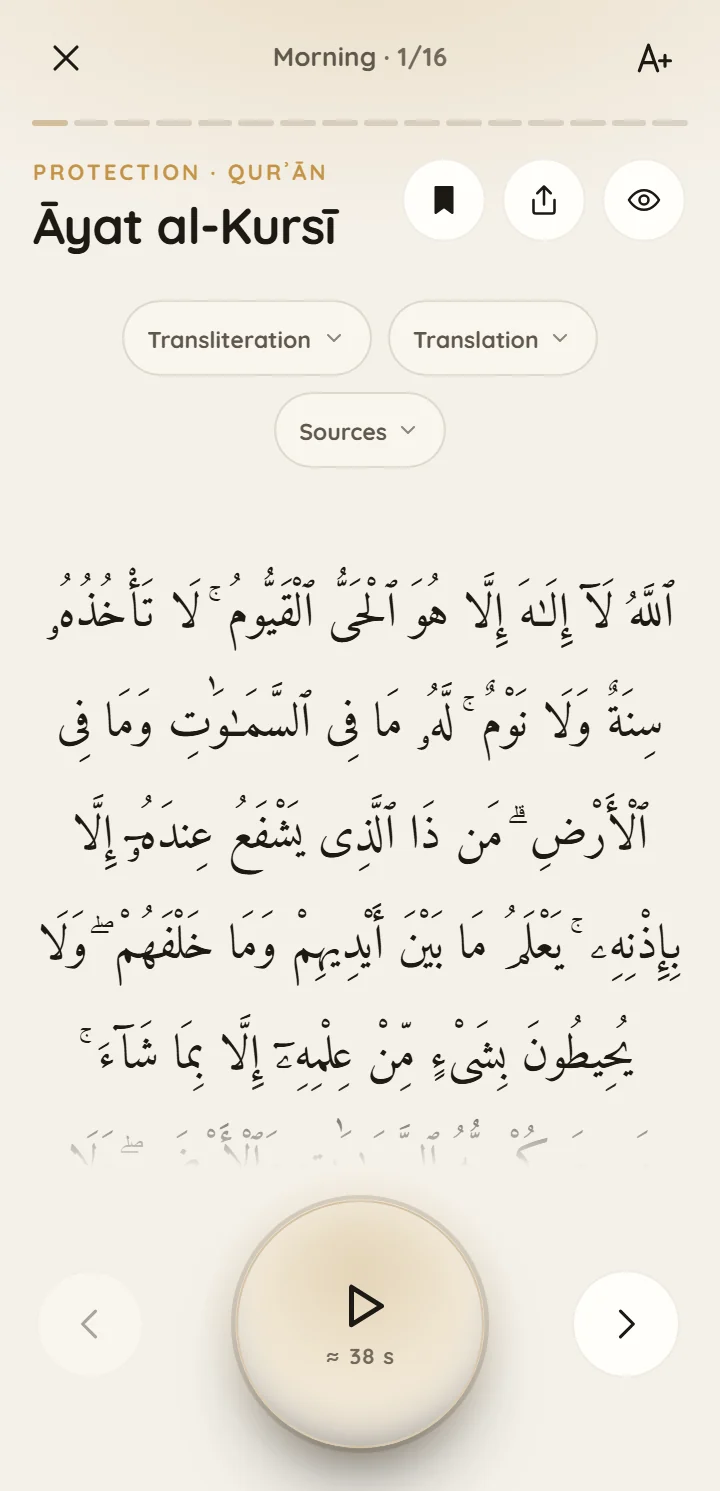 Morning · 1/16
A+
PROTECTION · QURʾĀN
Āyat al-Kursī
Transliteration
Translation
Sources
ٱللَّهُ لَآ إِلَـٰهَ إِلَّا هُوَ ٱلْحَىُّ ٱلْقَيُّومُ ۚ لَا تَأْخُذُهُۥ
سِنَةٌ وَلَا نَوْمٌ ۚ لَّهُۥ مَا فِى ٱلسَّمَـٰوَٰتِ وَمَا فِى
ٱلْأَرْضِ ۗ مَن ذَا ٱلَّذِى يَشْفَعُ عِندَهُۥٓ إِلَّا
بِإِذْنِهِۦ ۚ يَعْلَمُ مَا بَيْنَ أَيْدِيهِمْ وَمَا خَلْفَهُمْ ۖ وَلَا
يُحِيطُونَ بِشَىْءٍ مِّنْ عِلْمِهِۦٓ إِلَّا بِمَا شَآءَ ۚ
≈ 38 s